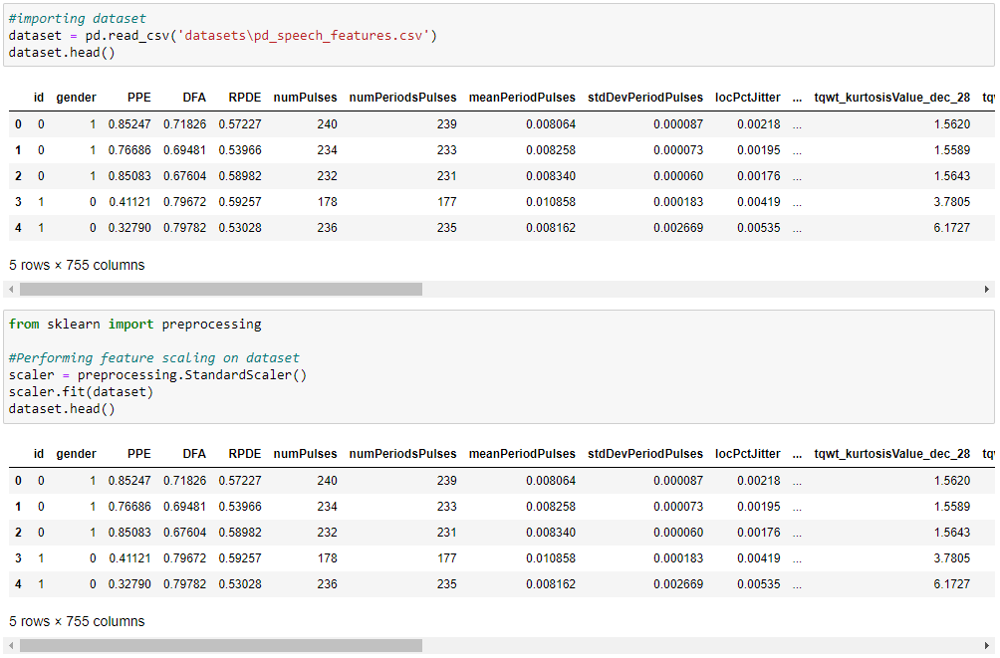 #importing dataset
dataset = pd.read_csv('datasets\pd_speech_features.csv')
dataset.head()
id gender PPE DFA RPDE numPulses numPeriodsPulses meanPeriodPulses stdDevPeriodPulses locPctJitter ... tqwt_kurtosisValue_dec_28 tq
0 0 1 0.85247 0.71826 0.57227 240 239 0.008064 0.000087 0.00218 ... 1.5620
1 0 1 0.76686 0.69481 0.53966 234 233 0.008258 0.000073 0.00195 ... 1.5589
2 0 1 0.85083 0.67604 0.58982 232 231 0.008340 0.000060 0.00176 ... 1.5643
3 1 0 0.41121 0.79672 0.59257 178 177 0.010858 0.000183 0.00419 ... 3.7805
4 1 0 0.32790 0.79782 0.53028 236 235 0.008162 0.002669 0.00535 ... 6.1727
5 rows × 755 columns
from sklearn import preprocessing
#Performing feature scaling on dataset
scaler = preprocessing.StandardScaler()
scaler.fit(dataset)
dataset.head()
id gender PPE DFA RPDE numPulses numPeriodsPulses meanPeriodPulses stdDevPeriodPulses locPctJitter ... tqwt_kurtosisValue_dec_28 tq
0 0 1 0.85247 0.71826 0.57227 240 239 0.008064 0.000087 0.00218 ... 1.5620
1 0 1 0.76686 0.69481 0.53966 234 233 0.008258 0.000073 0.00195 ... 1.5589
2 0 1 0.85083 0.67604 0.58982 232 231 0.008340 0.000060 0.00176 ... 1.5643
3 1 0 0.41121 0.79672 0.59257 178 177 0.010858 0.000183 0.00419 ... 3.7805
4 1 0 0.32790 0.79782 0.53028 236 235 0.008162 0.002669 0.00535 ... 6.1727
5 rows × 755 columns